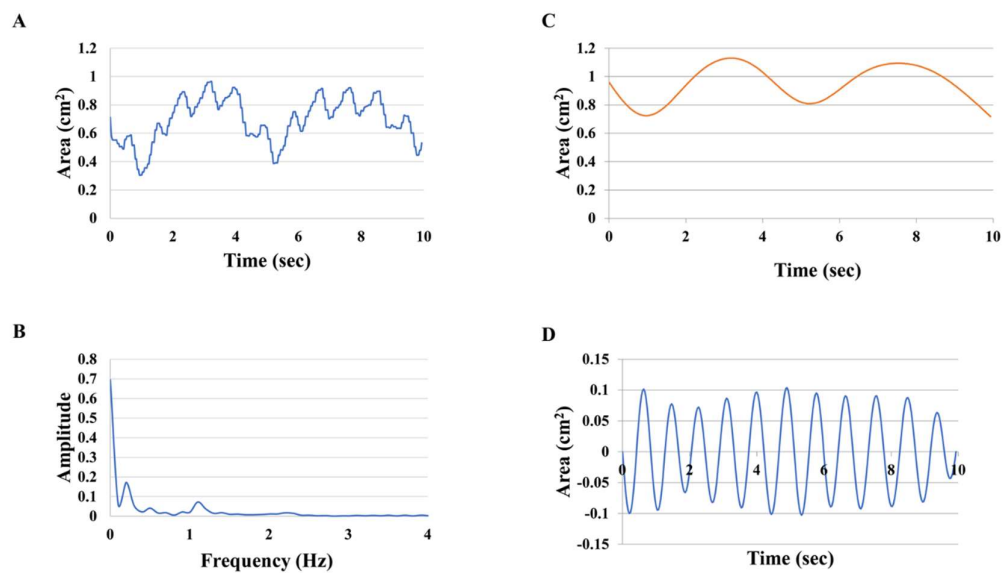 A
1.2
1
0.8
0.6
0.4
0.2
0
Area (cm²)
0 2 4 6 8 10
Time (sec)
C
1.2
1
0.8
0.6
0.4
0.2
0
Area (cm²)
0 2 4 6 8 10
Time (sec)
B
0.8
0.7
0.6
0.5
0.4
0.3
0.2
0.1
0
Amplitude
0 1 2 3 4
Frequency (Hz)
D
0.15
0.1
0.05
0
-0.05
-0.1
-0.15
Area (cm²)
0 2 4 6 8 10
Time (sec)